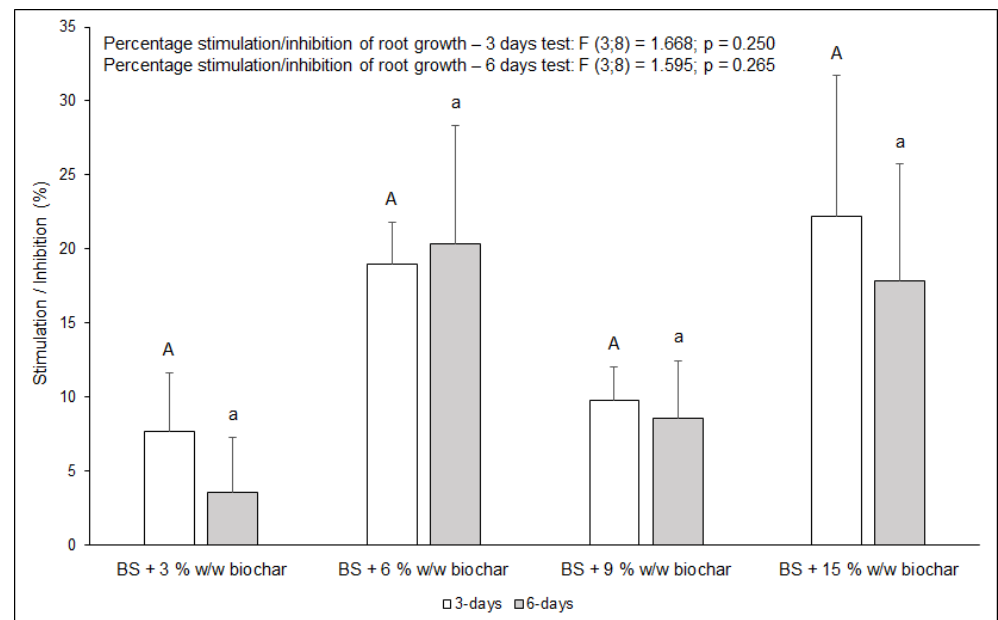 Percentage stimulation/inhibition of root growth – 3 days test: F (3;8) = 1.668; p = 0.250
Percentage stimulation/inhibition of root growth – 6 days test: F (3;8) = 1.595; p = 0.265
Stimulation / Inhibition (%)
35
30
25
20
15
10
5
0
A
a
A
a
A
a
A
a
BS + 3 % w/w biochar
BS + 6 % w/w biochar
BS + 9 % w/w biochar
BS + 15 % w/w biochar
3-days
6-days